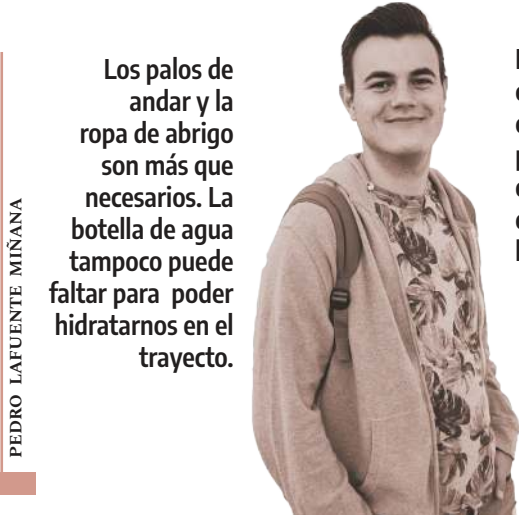 Los palos de
andar y la
ropa de abrigo
son más que
necesarios. La
botella de agua
tampoco puede
faltar para poder
hidratarnos en el
trayecto.
PEDRO LAFUENTE MIÑANA